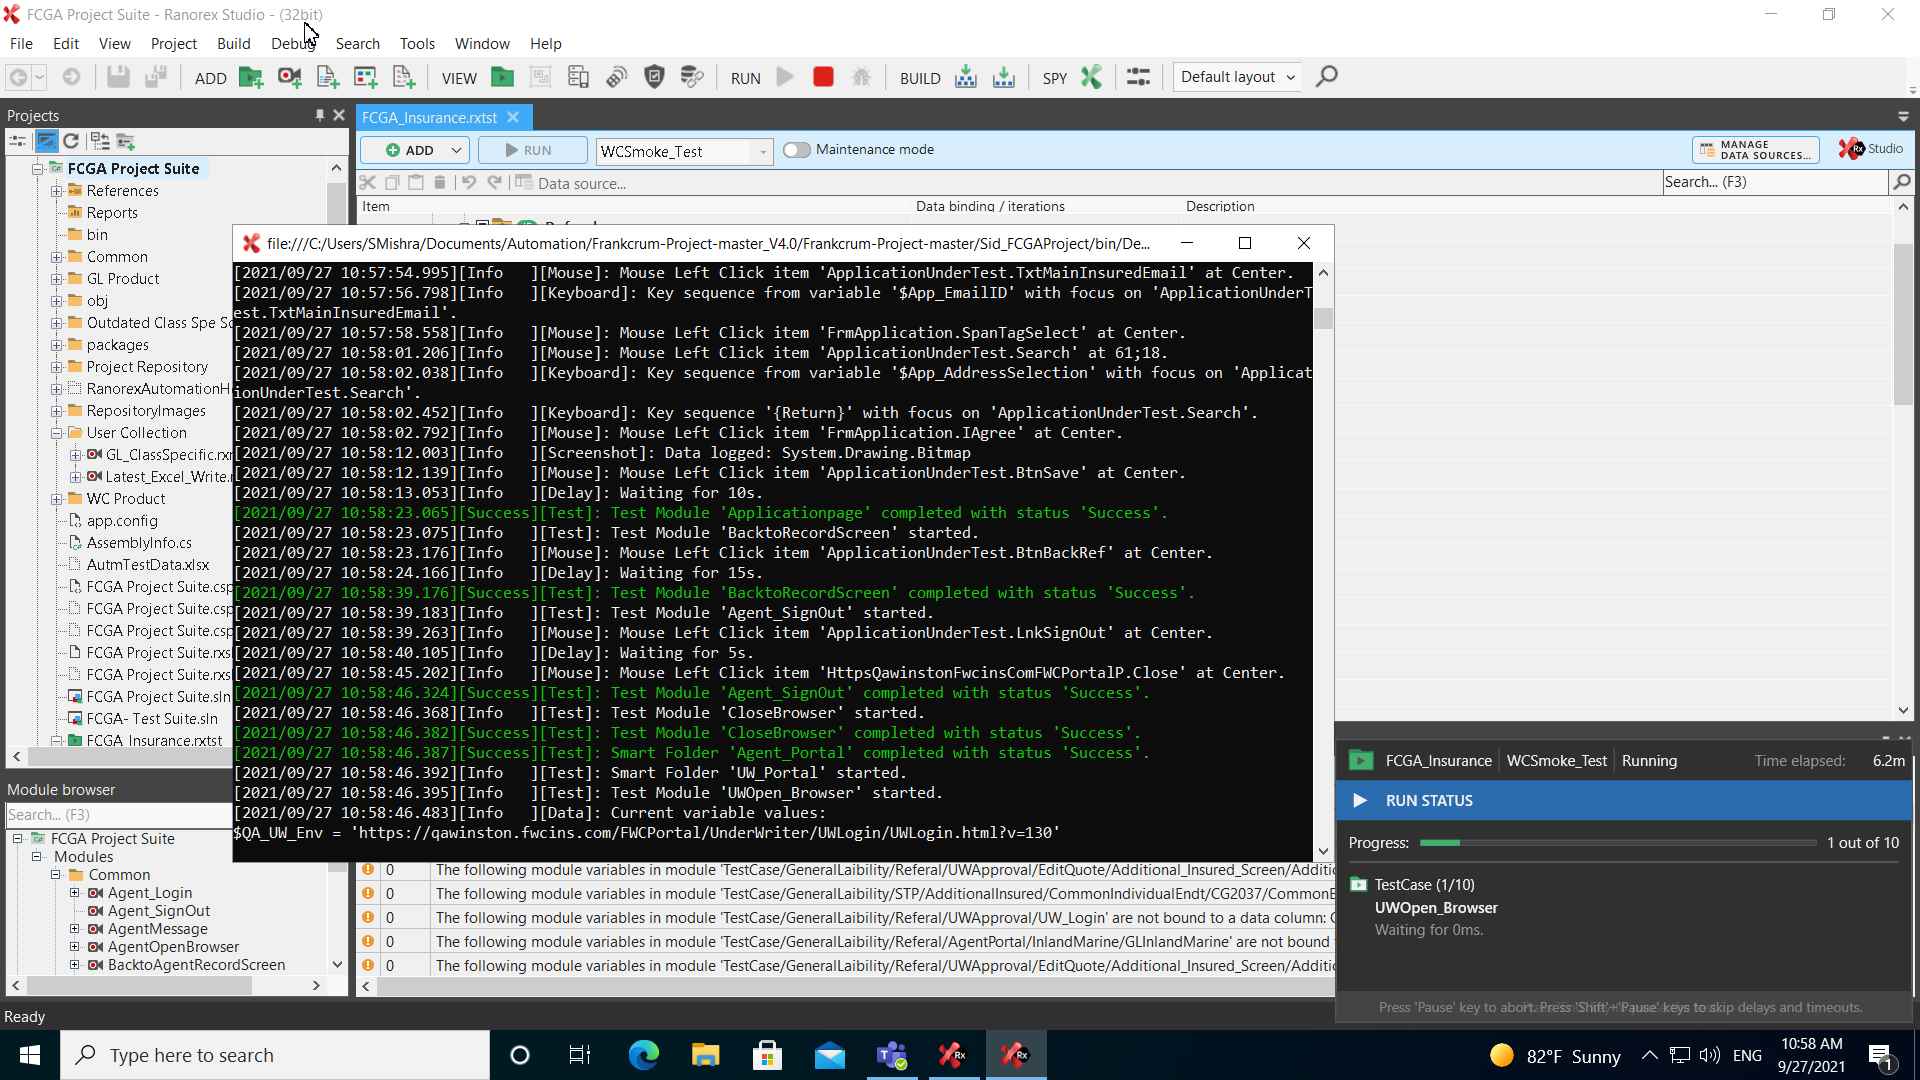 FCGA Project Suite - Ranorex Studio - (32bit)
File Edit View Project Build Debug Search Tools Window Help
ADD VIEW RUN BUILD SPY Default layout
Projects
FCGA_Insurance.rxtst
ADD RUN WCSmoke_Test Maintenance mode MANAGE DATA SOURCES... Rx Studio
Data source... Search... (F3)
Item Data binding / iterations Description
FCGA Project Suite
References
Reports
bin
Common
GL Product
obj
Outdated Class Spe Sc
packages
Project Repository
RanorexAutomationH
RepositoryImages
User Collection
GL_ClassSpecific.rxr
Latest_Excel_Write.r
WC Product
app.config
AssemblyInfo.cs
AutmTestData.xlsx
FCGA Project Suite.csp
FCGA Project Suite.csp
FCGA Project Suite.csp
FCGA Project Suite.rxs
FCGA Project Suite.rxs
FCGA Project Suite.sln
FCGA- Test Suite.sln
FCGA_Insurance.rxtst
file:///C:/Users/SMishra/Documents/Automation/Frankcrum-Project-master_V4.0/Frankcrum-Project-master/Sid_FCGAProject/bin/De...
[2021/09/27 10:57:54.995][Info   ][Mouse]: Mouse Left Click item 'ApplicationUnderTest.TxtMainInsuredEmail' at Center.
[2021/09/27 10:57:56.798][Info   ][Keyboard]: Key sequence from variable '$App_EmailID' with focus on 'ApplicationUnderT
est.TxtMainInsuredEmail'.
[2021/09/27 10:57:58.558][Info   ][Mouse]: Mouse Left Click item 'FrmApplication.SpanTagSelect' at Center.
[2021/09/27 10:58:01.206][Info   ][Mouse]: Mouse Left Click item 'ApplicationUnderTest.Search' at 61;18.
[2021/09/27 10:58:02.038][Info   ][Keyboard]: Key sequence from variable '$App_AddressSelection' with focus on 'Applicat
ionUnderTest.Search'.
[2021/09/27 10:58:02.452][Info   ][Keyboard]: Key sequence '{Return}' with focus on 'ApplicationUnderTest.Search'.
[2021/09/27 10:58:02.792][Info   ][Mouse]: Mouse Left Click item 'FrmApplication.IAgree' at Center.
[2021/09/27 10:58:12.003][Info   ][Screenshot]: Data logged: System.Drawing.Bitmap
[2021/09/27 10:58:12.139][Info   ][Mouse]: Mouse Left Click item 'ApplicationUnderTest.BtnSave' at Center.
[2021/09/27 10:58:13.053][Info   ][Delay]: Waiting for 10s.
[2021/09/27 10:58:23.065][Success][Test]: Test Module 'Applicationpage' completed with status 'Success'.
[2021/09/27 10:58:23.075][Info   ][Test]: Test Module 'BacktoRecordScreen' started.
[2021/09/27 10:58:23.176][Info   ][Mouse]: Mouse Left Click item 'ApplicationUnderTest.BtnBackRef' at Center.
[2021/09/27 10:58:24.166][Info   ][Delay]: Waiting for 15s.
[2021/09/27 10:58:39.176][Success][Test]: Test Module 'BacktoRecordScreen' completed with status 'Success'.
[2021/09/27 10:58:39.183][Info   ][Test]: Test Module 'Agent_SignOut' started.
[2021/09/27 10:58:39.263][Info   ][Mouse]: Mouse Left Click item 'ApplicationUnderTest.LnkSignOut' at Center.
[2021/09/27 10:58:40.105][Info   ][Delay]: Waiting for 5s.
[2021/09/27 10:58:45.202][Info   ][Mouse]: Mouse Left Click item 'HttpsQawinstonFwcinsComFWCPortalP.Close' at Center.
[2021/09/27 10:58:46.324][Success][Test]: Test Module 'Agent_SignOut' completed with status 'Success'.
[2021/09/27 10:58:46.368][Info   ][Test]: Test Module 'CloseBrowser' started.
[2021/09/27 10:58:46.382][Success][Test]: Test Module 'CloseBrowser' completed with status 'Success'.
[2021/09/27 10:58:46.387][Success][Test]: Smart Folder 'Agent_Portal' completed with status 'Success'.
[2021/09/27 10:58:46.392][Info   ][Test]: Smart Folder 'UW_Portal' started.
[2021/09/27 10:58:46.395][Info   ][Test]: Test Module 'UWOpen_Browser' started.
[2021/09/27 10:58:46.483][Info   ][Data]: Current variable values:
$QA_UW_Env = 'https://qawinston.fwcins.com/FWCPortal/UnderWriter/UWLogin/UWLogin.html?v=130'
Module browser
Search... (F3)
FCGA Project Suite
Modules
Common
Agent_Login
Agent_SignOut
AgentMessage
AgentOpenBrowser
BacktoAgentRecordScreen
0 The following module variables in module 'TestCase/GeneralLaibility/Referal/UWApproval/EditQuote/Additional_Insured_Screen/Additi
0 The following module variables in module 'TestCase/GeneralLaibility/STP/AdditionalInsured/CommonIndividualEndt/CG2037/CommonE
0 The following module variables in module 'TestCase/GeneralLaibility/Referal/UWApproval/UW_Login' are not bound to a data column:
0 The following module variables in module 'TestCase/GeneralLaibility/Referal/AgentPortal/InlandMarine/GLInlandMarine' are not bound
0 The following module variables in module 'TestCase/GeneralLaibility/Referal/UWApproval/EditQuote/Additional_Insured_Screen/Additi
FCGA_Insurance WCSmoke_Test Running Time elapsed: 6.2m
RUN STATUS
Progress: 1 out of 10
TestCase (1/10)
UWOpen_Browser
Waiting for 0ms.
Press 'Pause' key to abort. Press 'Shift'+'Pause' keys to skip delays and timeouts.
Ready
Type here to search
Rx Rx
82°F Sunny ENG
10:58 AM
9/27/2021
1